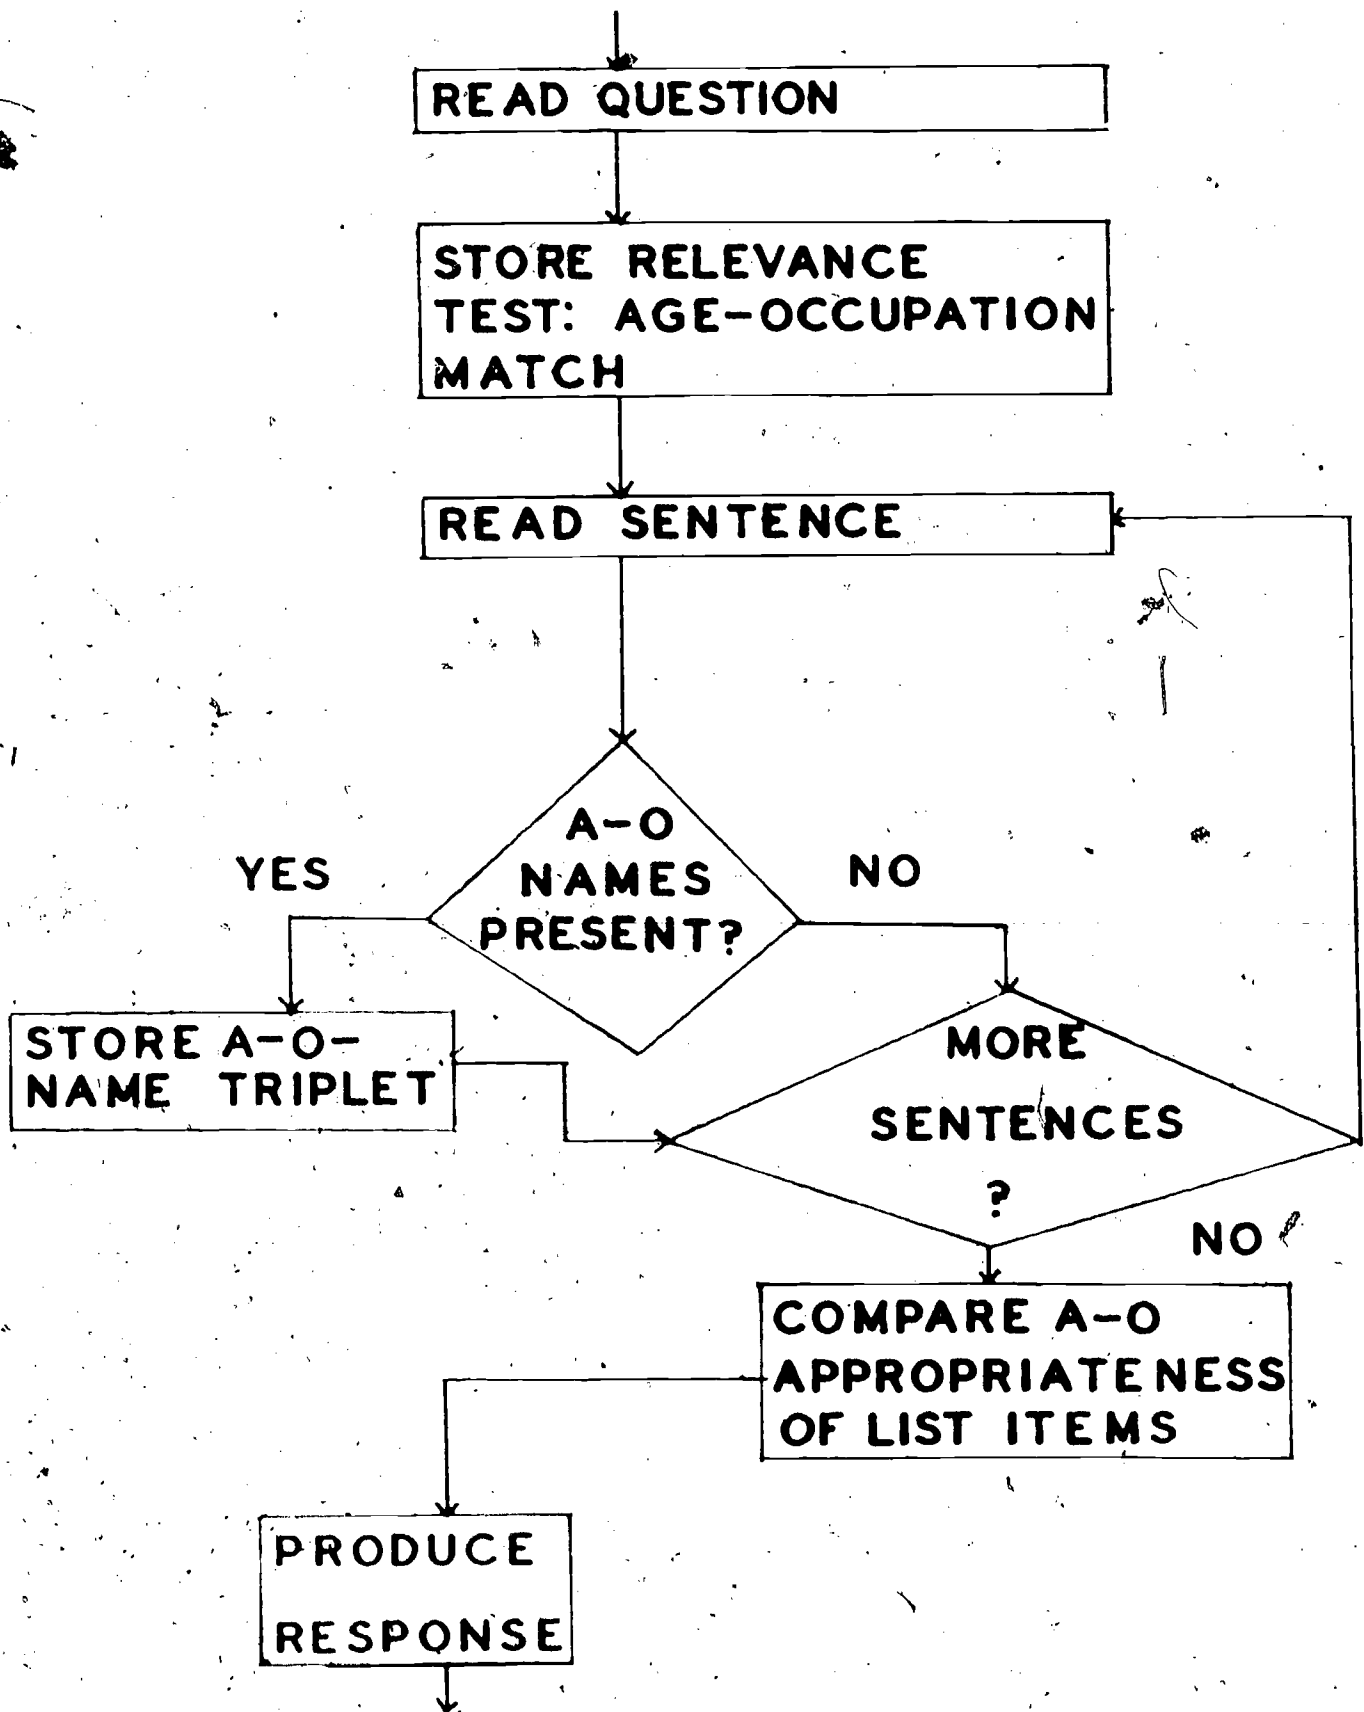 READ QUESTION
STORE RELEVANCE
TEST: AGE-OCCUPATION
MATCH
READ SENTENCE
A-O
NAMES
PRESENT?
YES
NO
STORE A-O-
NAME TRIPLET
MORE
SENTENCES
?
NO
COMPARE A-O
APPROPRIATENESS
OF LIST ITEMS
PRODUCE
RESPONSE